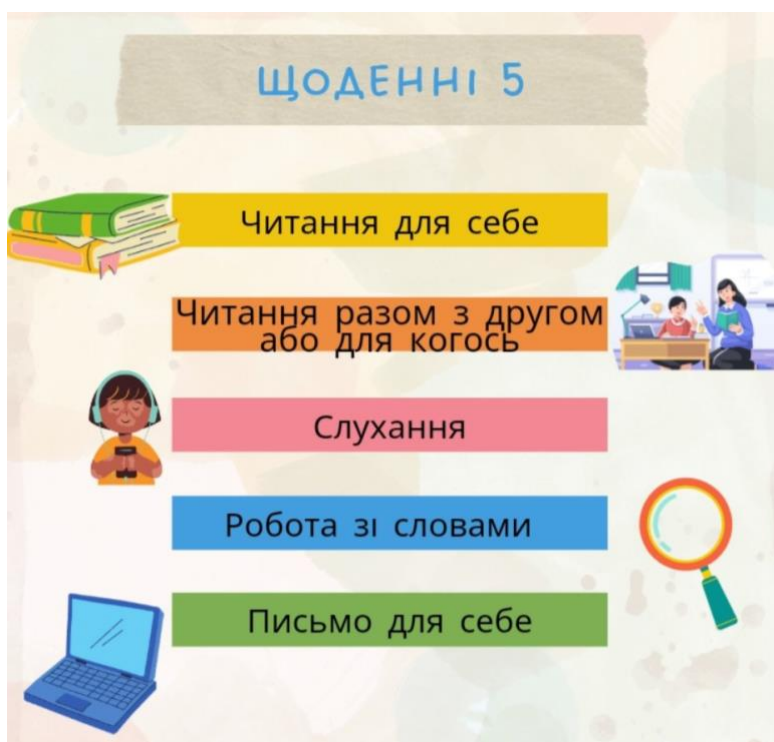 ЩОДЕННІ 5
Читання для себе
Читання разом з другом
або для когось
Слухання
Робота зі словами
Письмо для себе